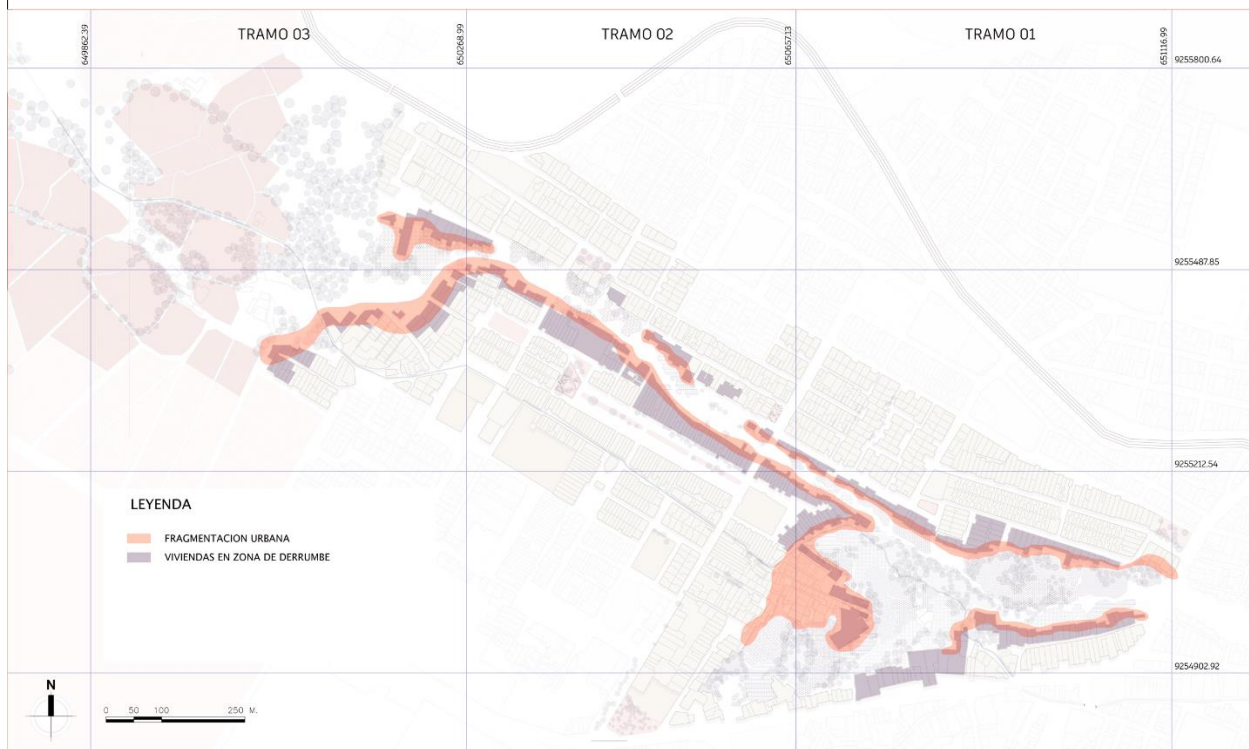 TRAMO 03
TRAMO 02
TRAMO 01
649862.39
650268.99
650657.13
651116.99
9255800.64
9255487.85
9255212.54
9254902.92
LEYENDA
FRAGMENTACION URBANA
VIVIENDAS EN ZONA DE DERRUMBE
N
0 50 100 250 M.